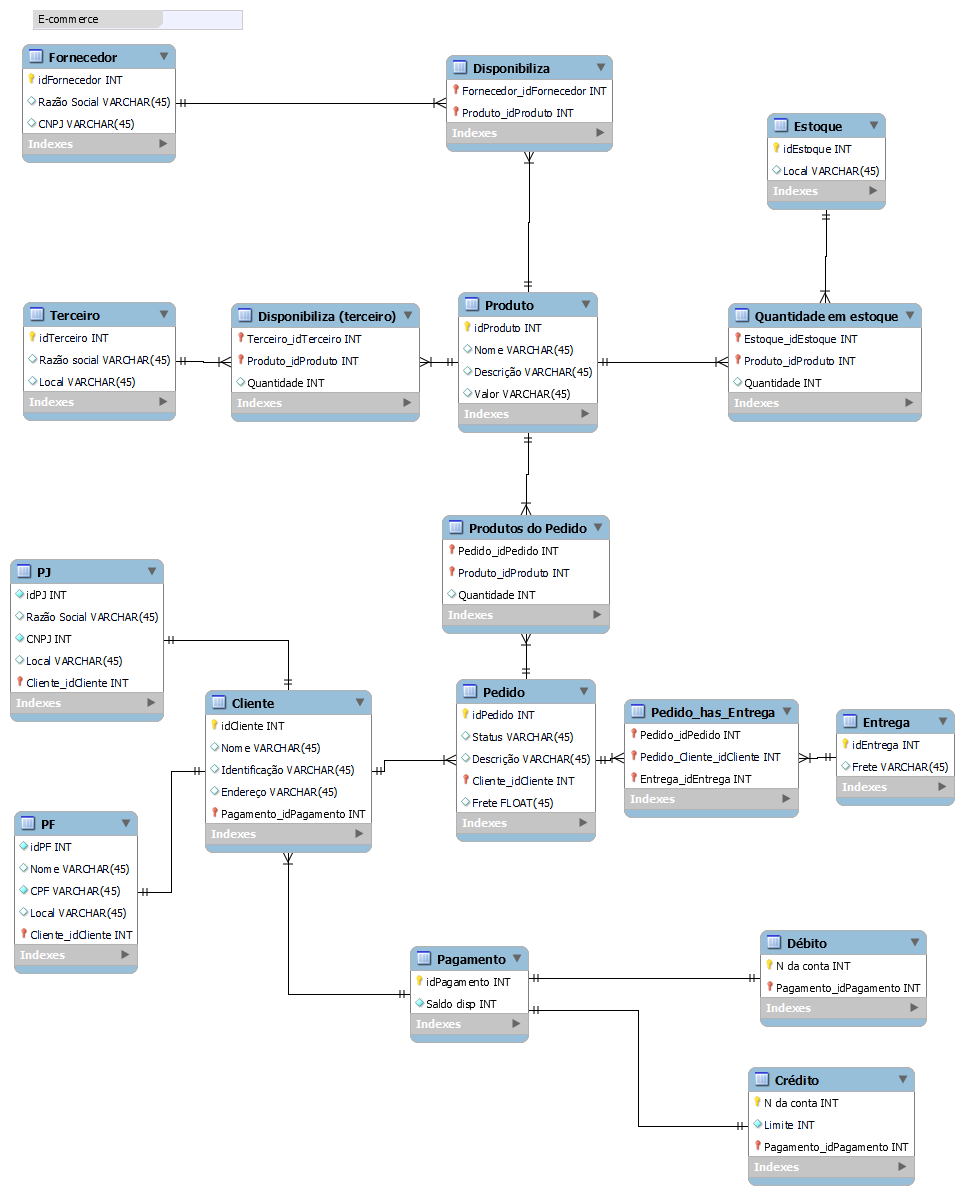 E-commerce
Fornecedor
idFornecedor INT
Razão Social VARCHAR(45)
CNPJ VARCHAR(45)
Indexes
Disponibiliza
Fornecedor_idFornecedor INT
Produto_idProduto INT
Indexes
Estoque
idEstoque INT
Local VARCHAR(45)
Indexes
Terceiro
idTerceiro INT
Razão social VARCHAR(45)
Local VARCHAR(45)
Indexes
Disponibiliza (terceiro)
Terceiro_idTerceiro INT
Produto_idProduto INT
Quantidade INT
Indexes
Produto
idProduto INT
Nome VARCHAR(45)
Descrição VARCHAR(45)
Valor VARCHAR(45)
Indexes
Quantidade em estoque
Estoque_idEstoque INT
Produto_idProduto INT
Quantidade INT
Indexes
Produtos do Pedido
Pedido_idPedido INT
Produto_idProduto INT
Quantidade INT
Indexes
PJ
idPJ INT
Razão Social VARCHAR(45)
CNPJ INT
Local VARCHAR(45)
Cliente_idCliente INT
Indexes
Cliente
idCliente INT
Nome VARCHAR(45)
Identificação VARCHAR(45)
Endereço VARCHAR(45)
Pagamento_idPagamento INT
Indexes
Pedido
idPedido INT
Status VARCHAR(45)
Descrição VARCHAR(45)
Cliente_idCliente INT
Frete FLOAT(45)
Indexes
Pedido_has_Entrega
Pedido_idPedido INT
Pedido_Cliente_idCliente INT
Entrega_idEntrega INT
Indexes
Entrega
idEntrega INT
Frete VARCHAR(45)
Indexes
PF
idPF INT
Nome VARCHAR(45)
CPF VARCHAR(45)
Local VARCHAR(45)
Cliente_idCliente INT
Indexes
Pagamento
idPagamento INT
Saldo disp INT
Indexes
Débito
N da conta INT
Pagamento_idPagamento INT
Indexes
Crédito
N da conta INT
Limite INT
Pagamento_idPagamento INT
Indexes